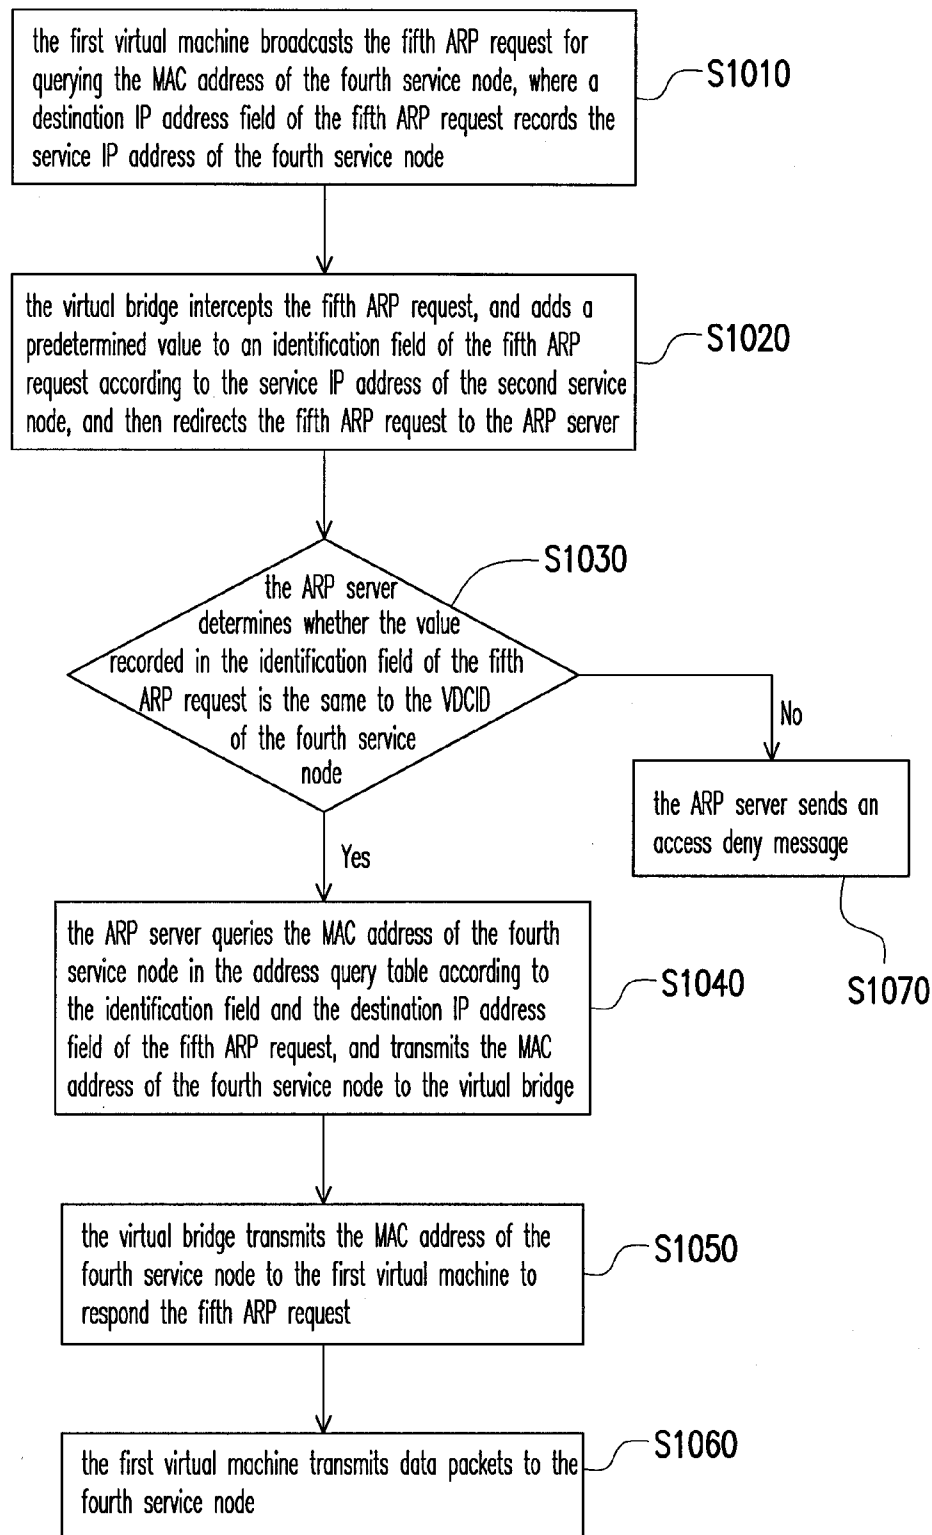 the first virtual machine broadcasts the fifth ARP request for
querying the MAC address of the fourth service node, where a
destination IP address field of the fifth ARP request records the
service IP address of the fourth service node
S1010
the virtual bridge intercepts the fifth ARP request, and adds a
predetermined value to an identification field of the fifth ARP
request according to the service IP address of the second service
node, and then redirects the fifth ARP request to the ARP server
S1020
the ARP server
determines whether the value
recorded in the identification field of the fifth
ARP request is the same to the VDCID
of the fourth service
node
S1030
No
the ARP server sends an
access deny message
S1070
Yes
the ARP server queries the MAC address of the fourth
service node in the address query table according to
the identification field and the destination IP address
field of the fifth ARP request, and transmits the MAC
address of the fourth service node to the virtual bridge
S1040
the virtual bridge transmits the MAC address of the
fourth service node to the first virtual machine to
respond the fifth ARP request
S1050
the first virtual machine transmits data packets to the
fourth service node
S1060